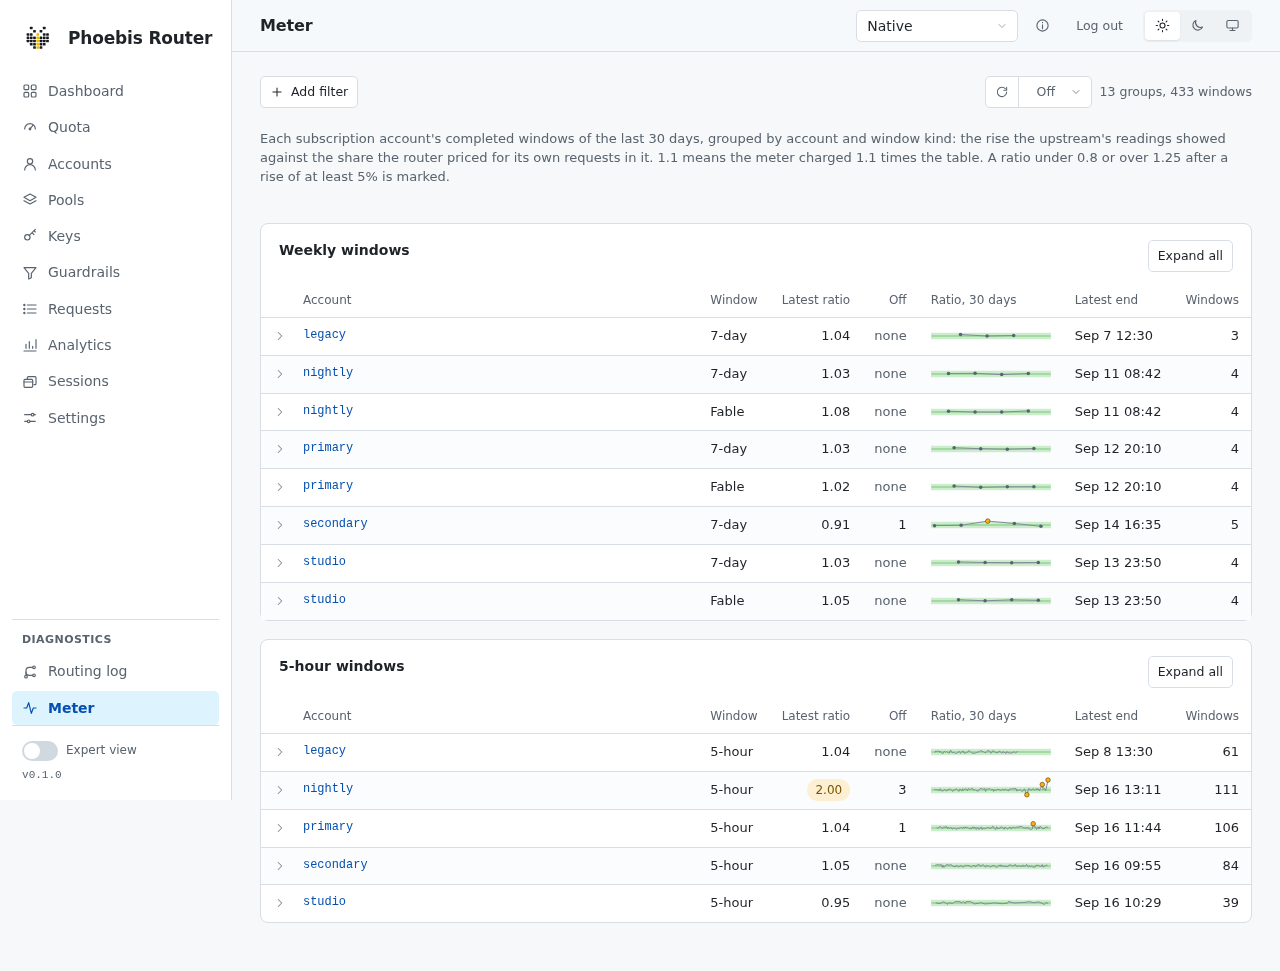 Phoebis Router
Dashboard
Quota
Accounts
Pools
Keys
Guardrails
Requests
Analytics
Sessions
Settings
DIAGNOSTICS
Routing log
Meter
Expert view
v0.1.0
Meter
Native
Log out
Add filter
Off
13 groups, 433 windows
Each subscription account's completed windows of the last 30 days, grouped by account and window kind: the rise the upstream's readings showed
against the share the router priced for its own requests in it. 1.1 means the meter charged 1.1 times the table. A ratio under 0.8 or over 1.25 after a
rise of at least 5% is marked.
Weekly windows
Expand all
Account Window Latest ratio Off Ratio, 30 days Latest end Windows
legacy 7-day 1.04 none Sep 7 12:30 3
nightly 7-day 1.03 none Sep 11 08:42 4
nightly Fable 1.08 none Sep 11 08:42 4
primary 7-day 1.03 none Sep 12 20:10 4
primary Fable 1.02 none Sep 12 20:10 4
secondary 7-day 0.91 1 Sep 14 16:35 5
studio 7-day 1.03 none Sep 13 23:50 4
studio Fable 1.05 none Sep 13 23:50 4
5-hour windows
Expand all
Account Window Latest ratio Off Ratio, 30 days Latest end Windows
legacy 5-hour 1.04 none Sep 8 13:30 61
nightly 5-hour 2.00 3 Sep 16 13:11 111
primary 5-hour 1.04 1 Sep 16 11:44 106
secondary 5-hour 1.05 none Sep 16 09:55 84
studio 5-hour 0.95 none Sep 16 10:29 39